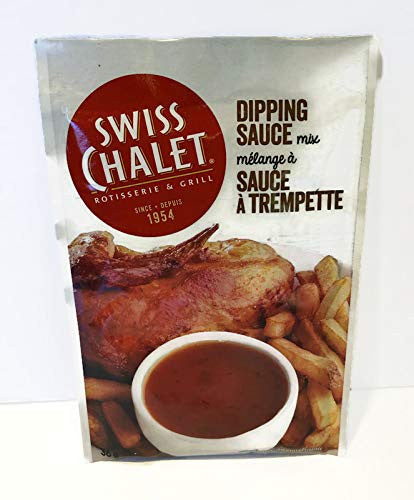 SWISS
CHALET®
ROTISSERIE & GRILL
SINCE • DEPUIS
1954
DIPPING
SAUCE mix
mélange à
SAUCE
À TREMPETTE